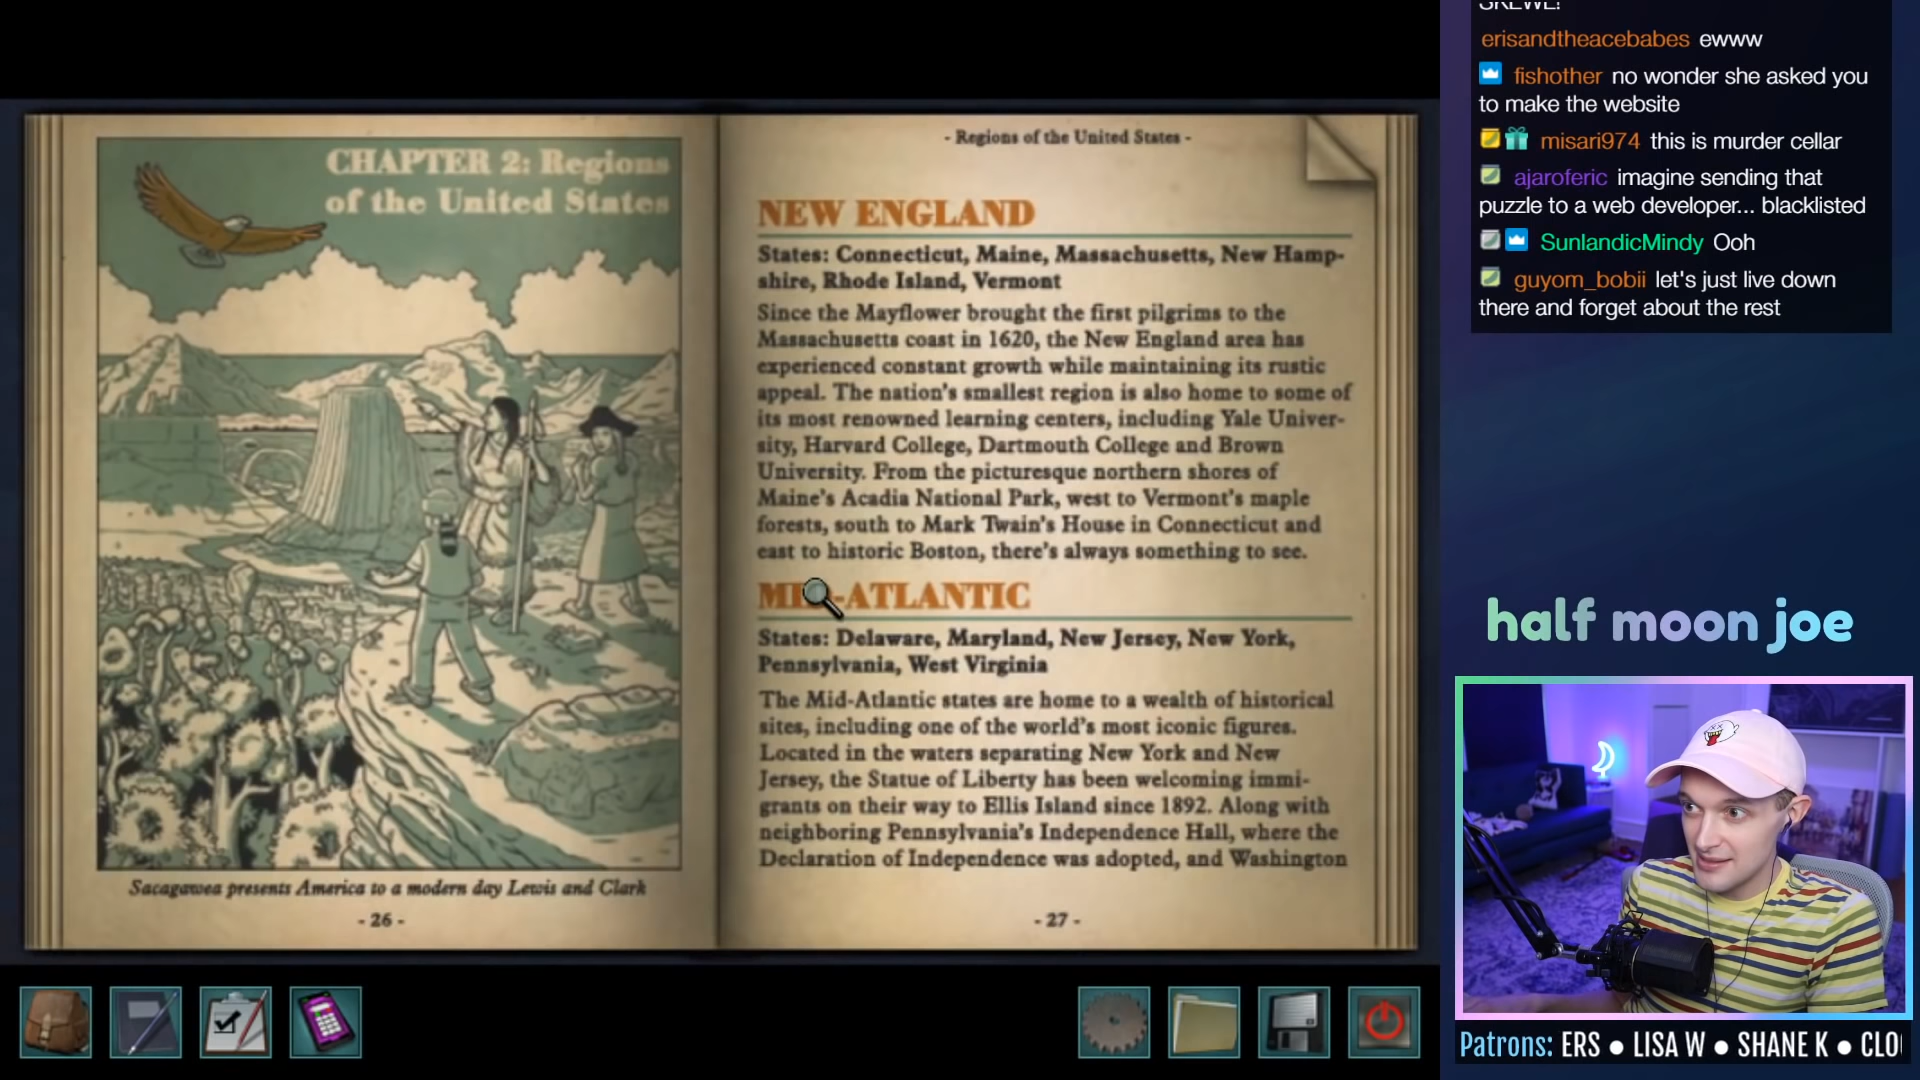 CHAPTER 2: Regions
of the United States
Sacagawea presents America to a modern day Lewis and Clark
- 26 -
- Regions of the United States -
NEW ENGLAND
States: Connecticut, Maine, Massachusetts, New Hamp-
shire, Rhode Island, Vermont
Since the Mayflower brought the first pilgrims to the
Massachusetts coast in 1620, the New England area has
experienced constant growth while maintaining its rustic
appeal. The nation's smallest region is also home to some of
its most renowned learning centers, including Yale Univer-
sity, Harvard College, Dartmouth College and Brown
University. From the picturesque northern shores of
Maine's Acadia National Park, west to Vermont's maple
forests, south to Mark Twain's House in Connecticut and
east to historic Boston, there's always something to see.
MID-ATLANTIC
States: Delaware, Maryland, New Jersey, New York,
Pennsylvania, West Virginia
The Mid-Atlantic states are home to a wealth of historical
sites, including one of the world's most iconic figures.
Located in the waters separating New York and New
Jersey, the Statue of Liberty has been welcoming immi-
grants on their way to Ellis Island since 1892. Along with
neighboring Pennsylvania's Independence Hall, where the
Declaration of Independence was adopted, and Washington
- 27 -
erisandtheacebabes ewww
fishother no wonder she asked you
to make the website
misari974 this is murder cellar
ajaroferic imagine sending that
puzzle to a web developer... blacklisted
SunlandicMindy Ooh
guyom_bobii let's just live down
there and forget about the rest
half moon joe
Patrons: ERS ● LISA W ● SHANE K ●